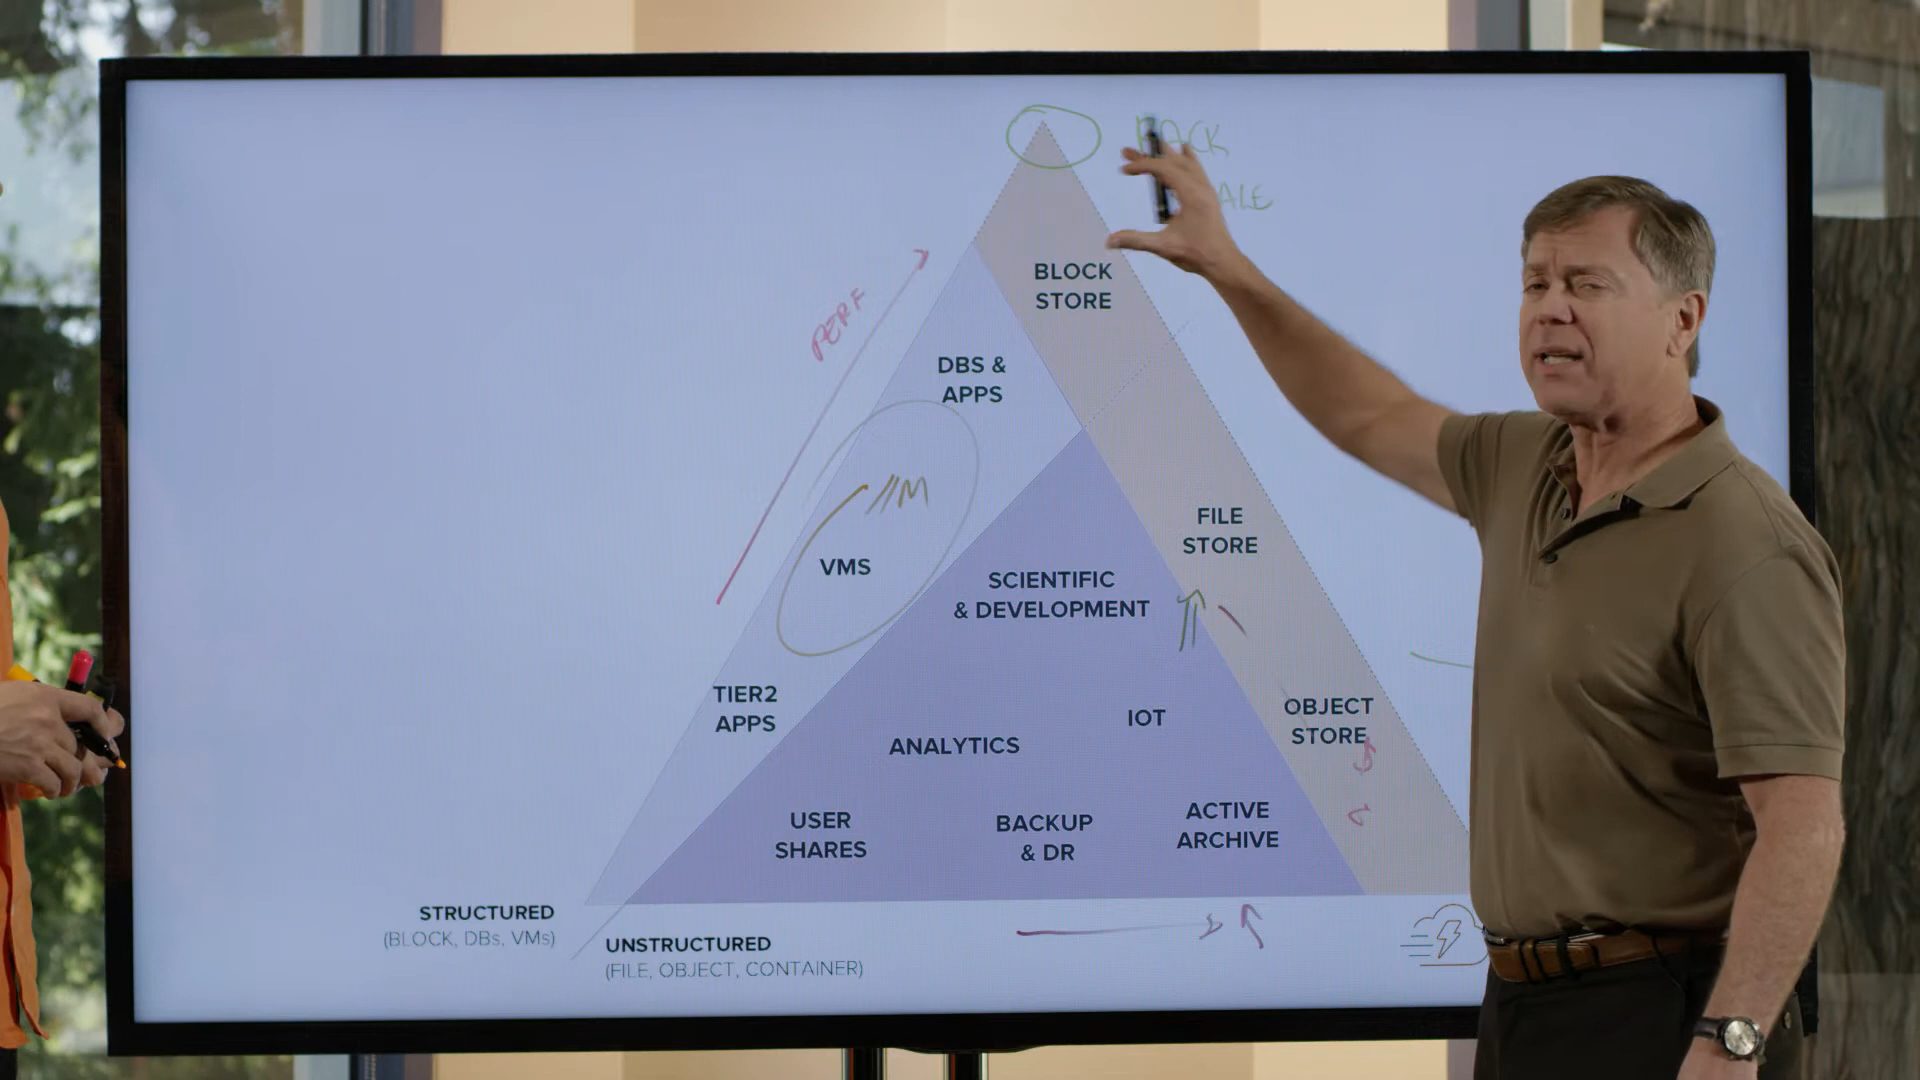 BLOCK
STORE
PERF
DBS &
APPS
VMS
FILE
STORE
SCIENTIFIC
& DEVELOPMENT
TIER2
APPS
OBJECT
STORE
IOT
ANALYTICS
USER
SHARES
BACKUP
& DR
ACTIVE
ARCHIVE
STRUCTURED
(BLOCK, DBs, VMs)
UNSTRUCTURED
(FILE, OBJECT, CONTAINER)